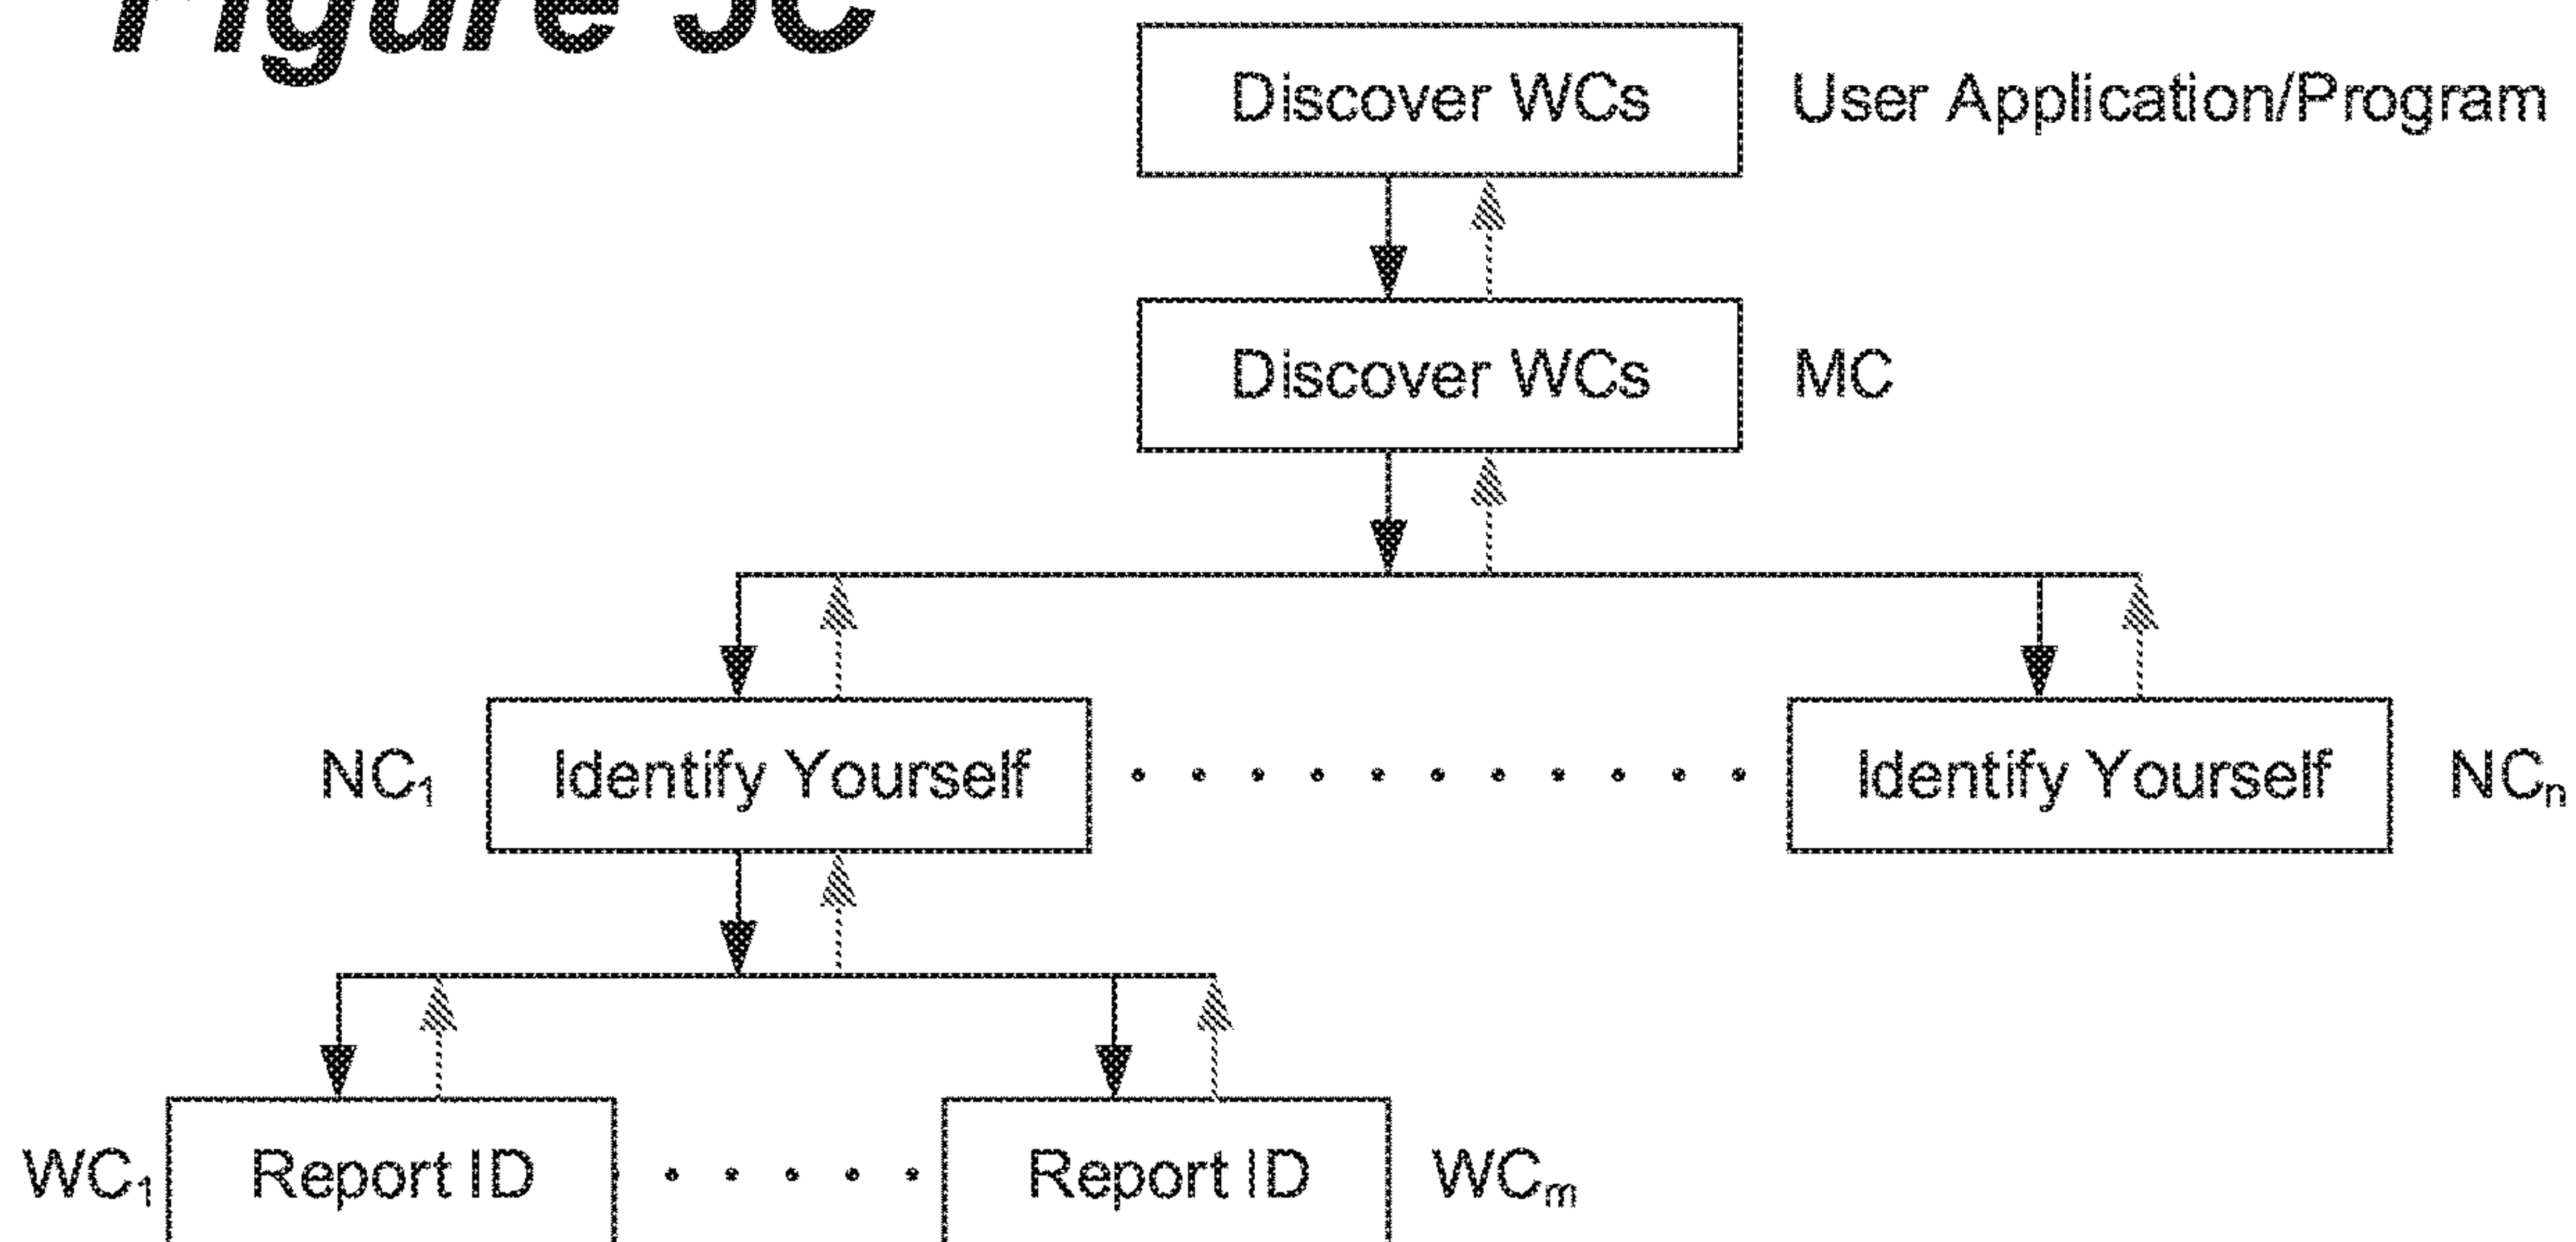 Figure 5C
Discover WCs User Application/Program
Discover WCs MC
NC₁ Identify Yourself Identify Yourself NCₙ
WC₁ Report ID Report ID WCₘ